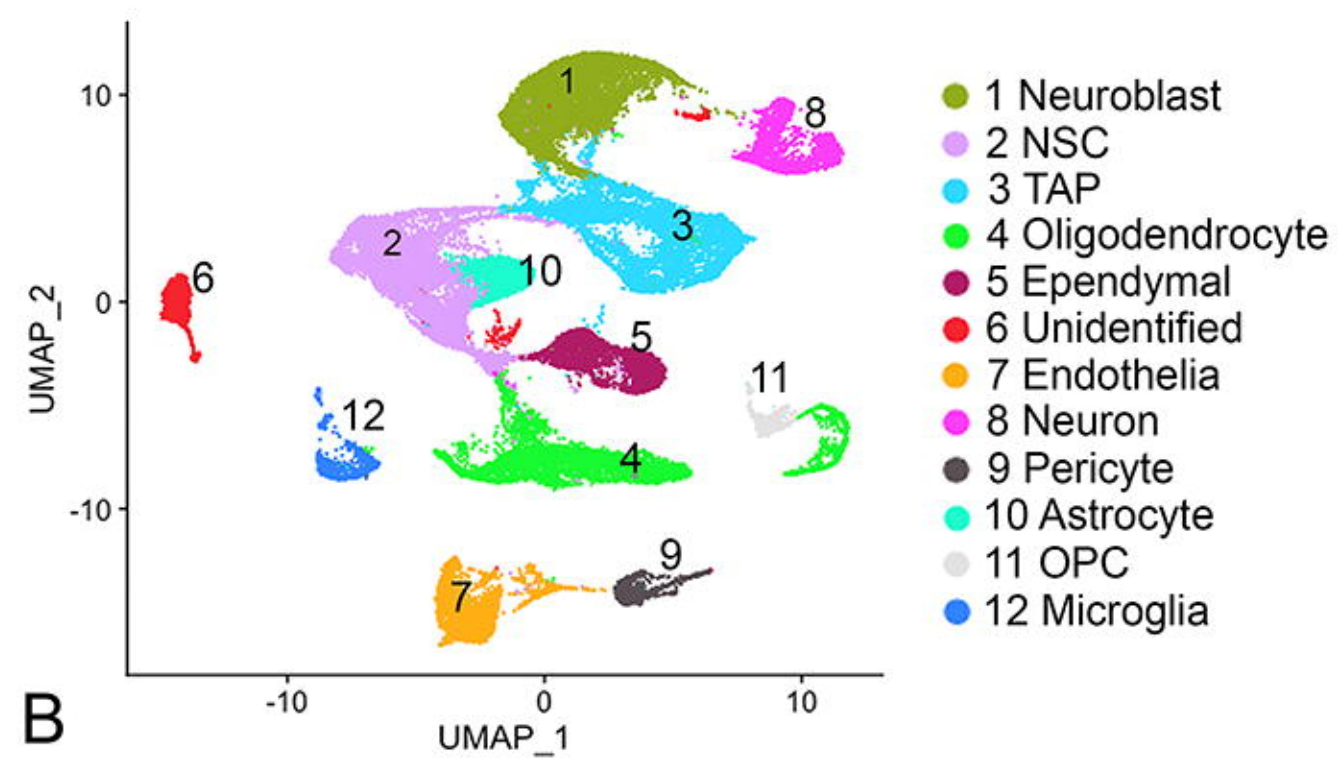 10
0
-10
UMAP_2
-10
0
10
UMAP_1
B
1
8
2
3
10
6
5
11
12
4
9
7
1 Neuroblast
2 NSC
3 TAP
4 Oligodendrocyte
5 Ependymal
6 Unidentified
7 Endothelia
8 Neuron
9 Pericyte
10 Astrocyte
11 OPC
12 Microglia